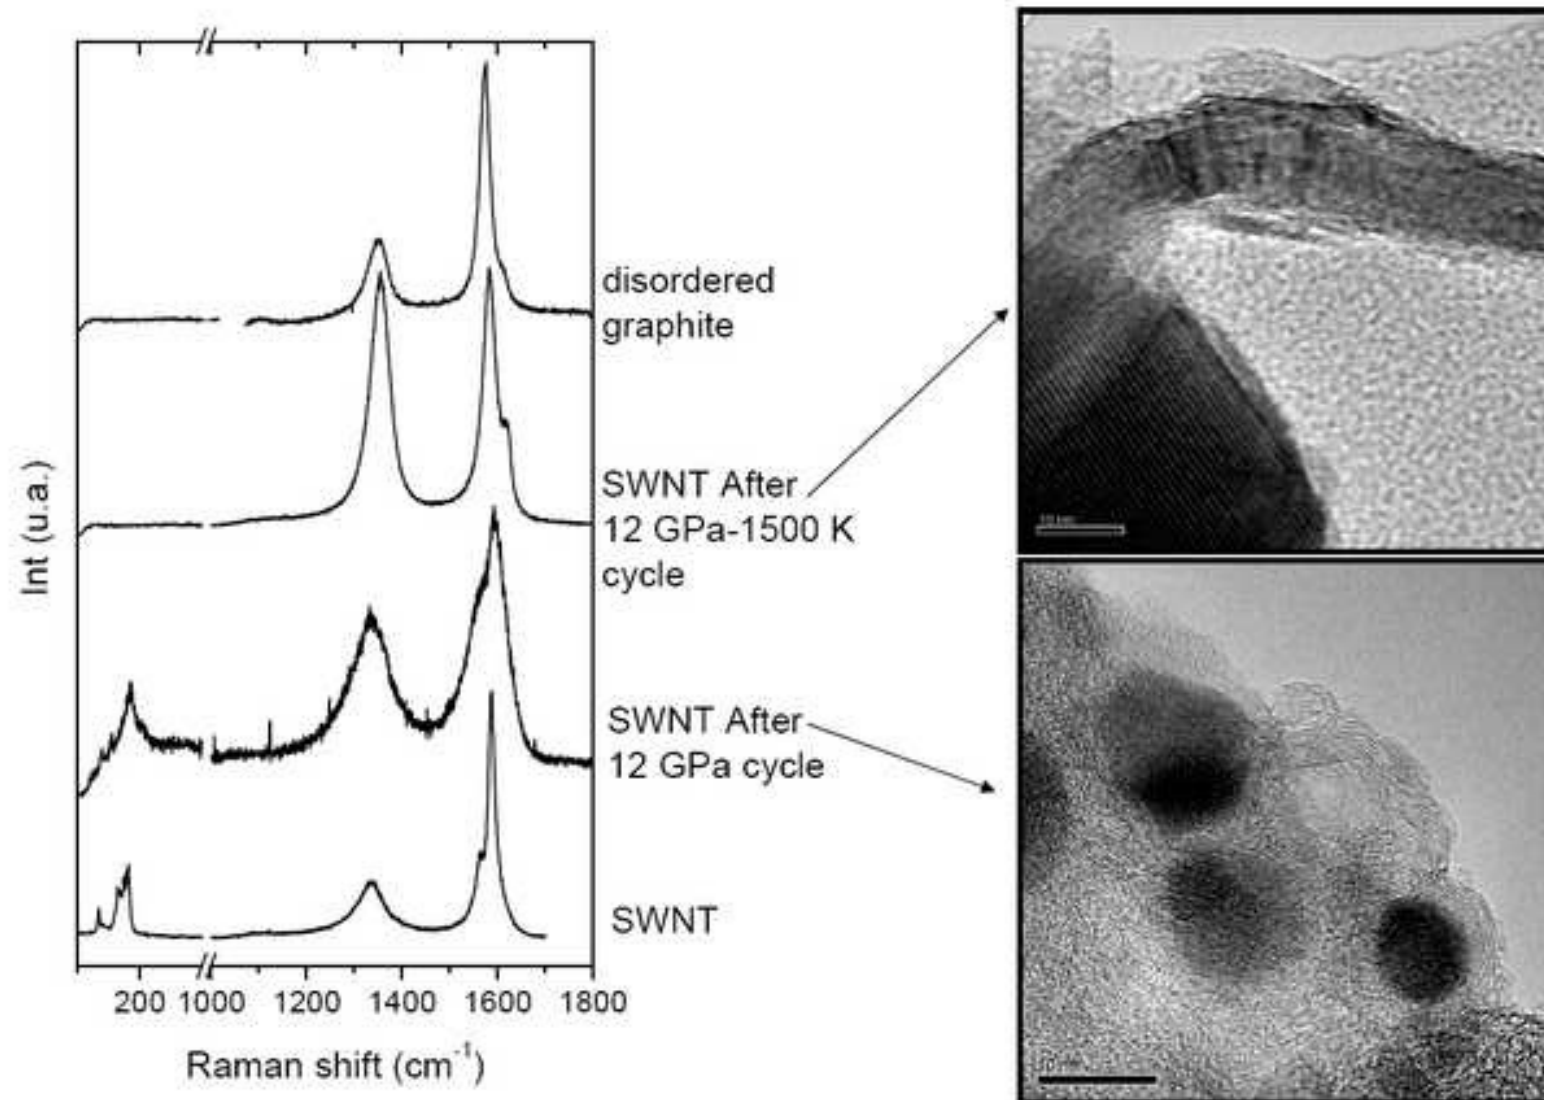 disordered
graphite
SWNT After
12 GPa-1500 K
cycle
SWNT After
12 GPa cycle
SWNT
Int (u.a.)
200 1000 1200 1400 1600 1800
Raman shift (cm⁻¹)